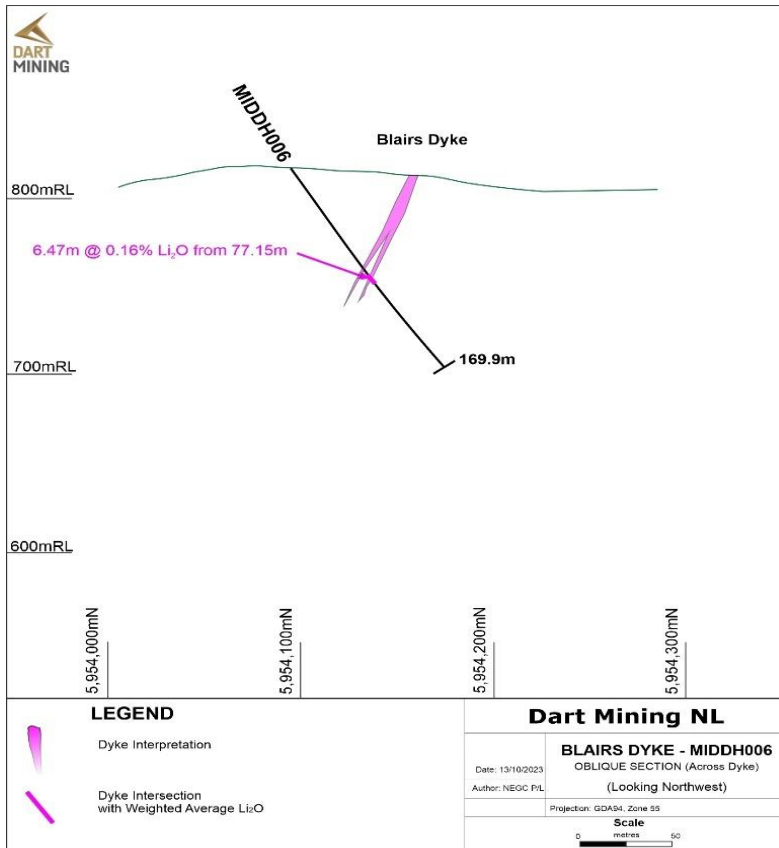 DART
MINING
MIDDH006
Blairs Dyke
800mRL
6.47m @ 0.16% Li₂O from 77.15m
169.9m
700mRL
600mRL
5,954,000mN
5,954,100mN
5,954,200mN
5,954,300mN
LEGEND
Dyke Interpretation
Dyke Intersection
with Weighted Average Li₂O
Dart Mining NL
Date: 13/10/2023
Author: NEGC P/L
BLAIRS DYKE - MIDDH006
OBLIQUE SECTION (Across Dyke)
(Looking Northwest)
Projection: GDA94, Zone 55
Scale
0 metres 50